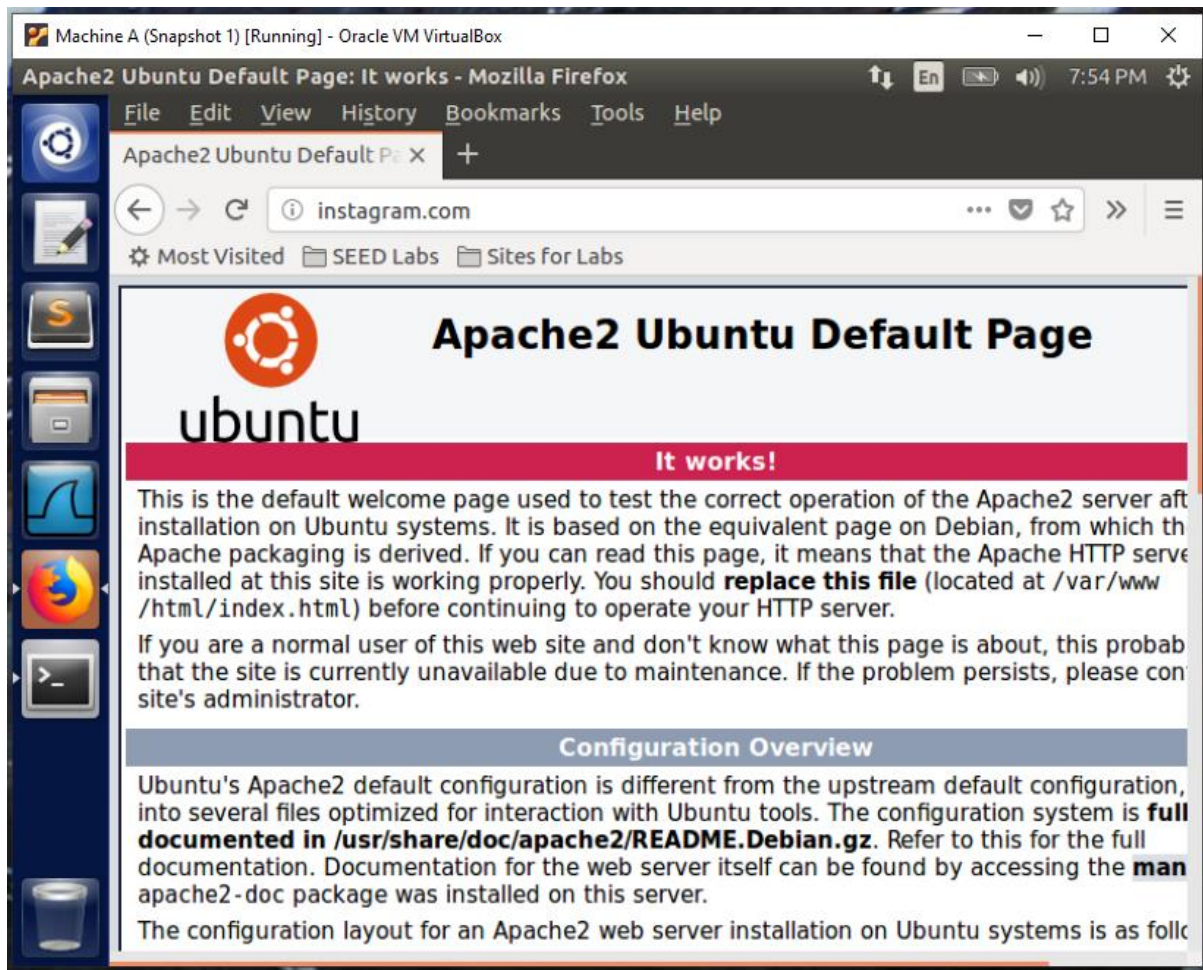 Machine A (Snapshot 1) [Running] - Oracle VM VirtualBox
Apache2 Ubuntu Default Page: It works - Mozilla Firefox En 7:54 PM
File Edit View History Bookmarks Tools Help
Apache2 Ubuntu Default Pa
instagram.com
Most Visited SEED Labs Sites for Labs
ubuntu
Apache2 Ubuntu Default Page
It works!
This is the default welcome page used to test the correct operation of the Apache2 server aft
installation on Ubuntu systems. It is based on the equivalent page on Debian, from which th
Apache packaging is derived. If you can read this page, it means that the Apache HTTP serve
installed at this site is working properly. You should replace this file (located at /var/www
/html/index.html) before continuing to operate your HTTP server.
If you are a normal user of this web site and don't know what this page is about, this probab
that the site is currently unavailable due to maintenance. If the problem persists, please con
site's administrator.
Configuration Overview
Ubuntu's Apache2 default configuration is different from the upstream default configuration,
into several files optimized for interaction with Ubuntu tools. The configuration system is full
documented in /usr/share/doc/apache2/README.Debian.gz. Refer to this for the full
documentation. Documentation for the web server itself can be found by accessing the man
apache2-doc package was installed on this server.
The configuration layout for an Apache2 web server installation on Ubuntu systems is as follo